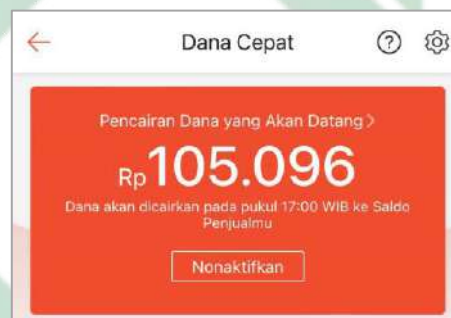 Dana Cepat
Pencairan Dana yang Akan Datang
Rp105.096
Dana akan dicairkan pada pukul 17:00 WIB ke Saldo
Penjualmu
Nonaktifkan